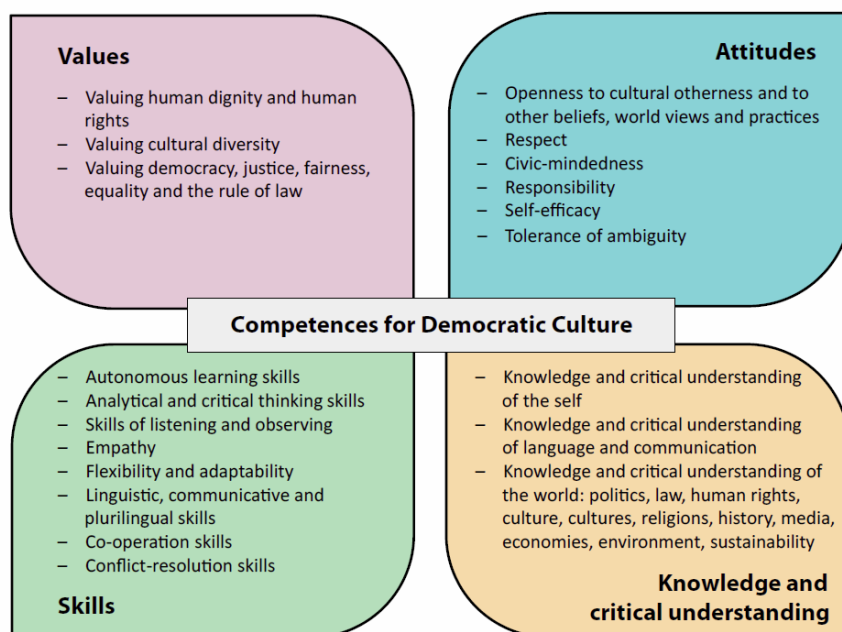 Values
– Valuing human dignity and human
rights
– Valuing cultural diversity
– Valuing democracy, justice, fairness,
equality and the rule of law
Attitudes
– Openness to cultural otherness and to
other beliefs, world views and practices
– Respect
– Civic-mindedness
– Responsibility
– Self-efficacy
– Tolerance of ambiguity
Competences for Democratic Culture
– Autonomous learning skills
– Analytical and critical thinking skills
– Skills of listening and observing
– Empathy
– Flexibility and adaptability
– Linguistic, communicative and
plurilingual skills
– Co-operation skills
– Conflict-resolution skills
Skills
– Knowledge and critical understanding
of the self
– Knowledge and critical understanding
of language and communication
– Knowledge and critical understanding of
the world: politics, law, human rights,
culture, cultures, religions, history, media,
economies, environment, sustainability
Knowledge and
critical understanding